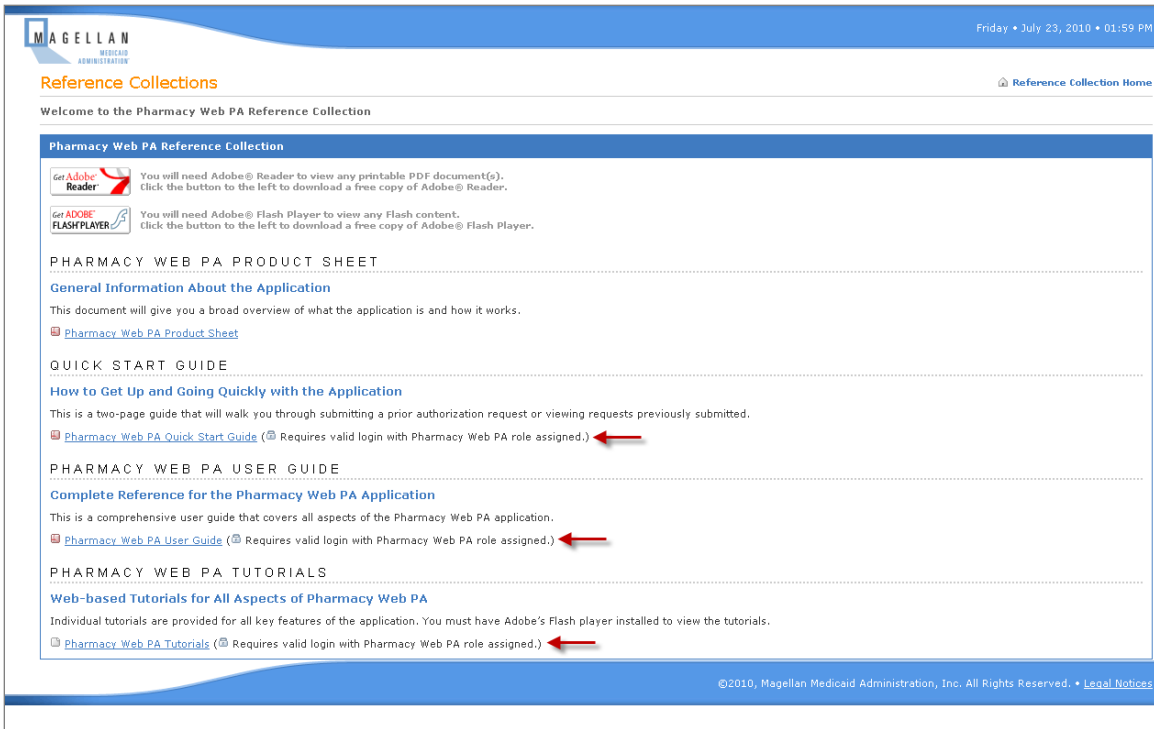 Friday • July 23, 2010 • 01:59 PM
MAGELLAN
MEDICAID
ADMINISTRATION
Reference Collections
Reference Collection Home
Welcome to the Pharmacy Web PA Reference Collection
Pharmacy Web PA Reference Collection
Get Adobe®
Reader®
You will need Adobe® Reader to view any printable PDF document(s).
Click the button to the left to download a free copy of Adobe® Reader.
Get ADOBE®
FLASH® PLAYER
You will need Adobe® Flash Player to view any Flash content.
Click the button to the left to download a free copy of Adobe® Flash Player.
PHARMACY WEB PA PRODUCT SHEET
General Information About the Application
This document will give you a broad overview of what the application is and how it works.
Pharmacy Web PA Product Sheet
QUICK START GUIDE
How to Get Up and Going Quickly with the Application
This is a two-page guide that will walk you through submitting a prior authorization request or viewing requests previously submitted.
Pharmacy Web PA Quick Start Guide ( Requires valid login with Pharmacy Web PA role assigned.)
PHARMACY WEB PA USER GUIDE
Complete Reference for the Pharmacy Web PA Application
This is a comprehensive user guide that covers all aspects of the Pharmacy Web PA application.
Pharmacy Web PA User Guide ( Requires valid login with Pharmacy Web PA role assigned.)
PHARMACY WEB PA TUTORIALS
Web-based Tutorials for All Aspects of Pharmacy Web PA
Individual tutorials are provided for all key features of the application. You must have Adobe's Flash player installed to view the tutorials.
Pharmacy Web PA Tutorials ( Requires valid login with Pharmacy Web PA role assigned.)
©2010, Magellan Medicaid Administration, Inc. All Rights Reserved. • Legal Notices